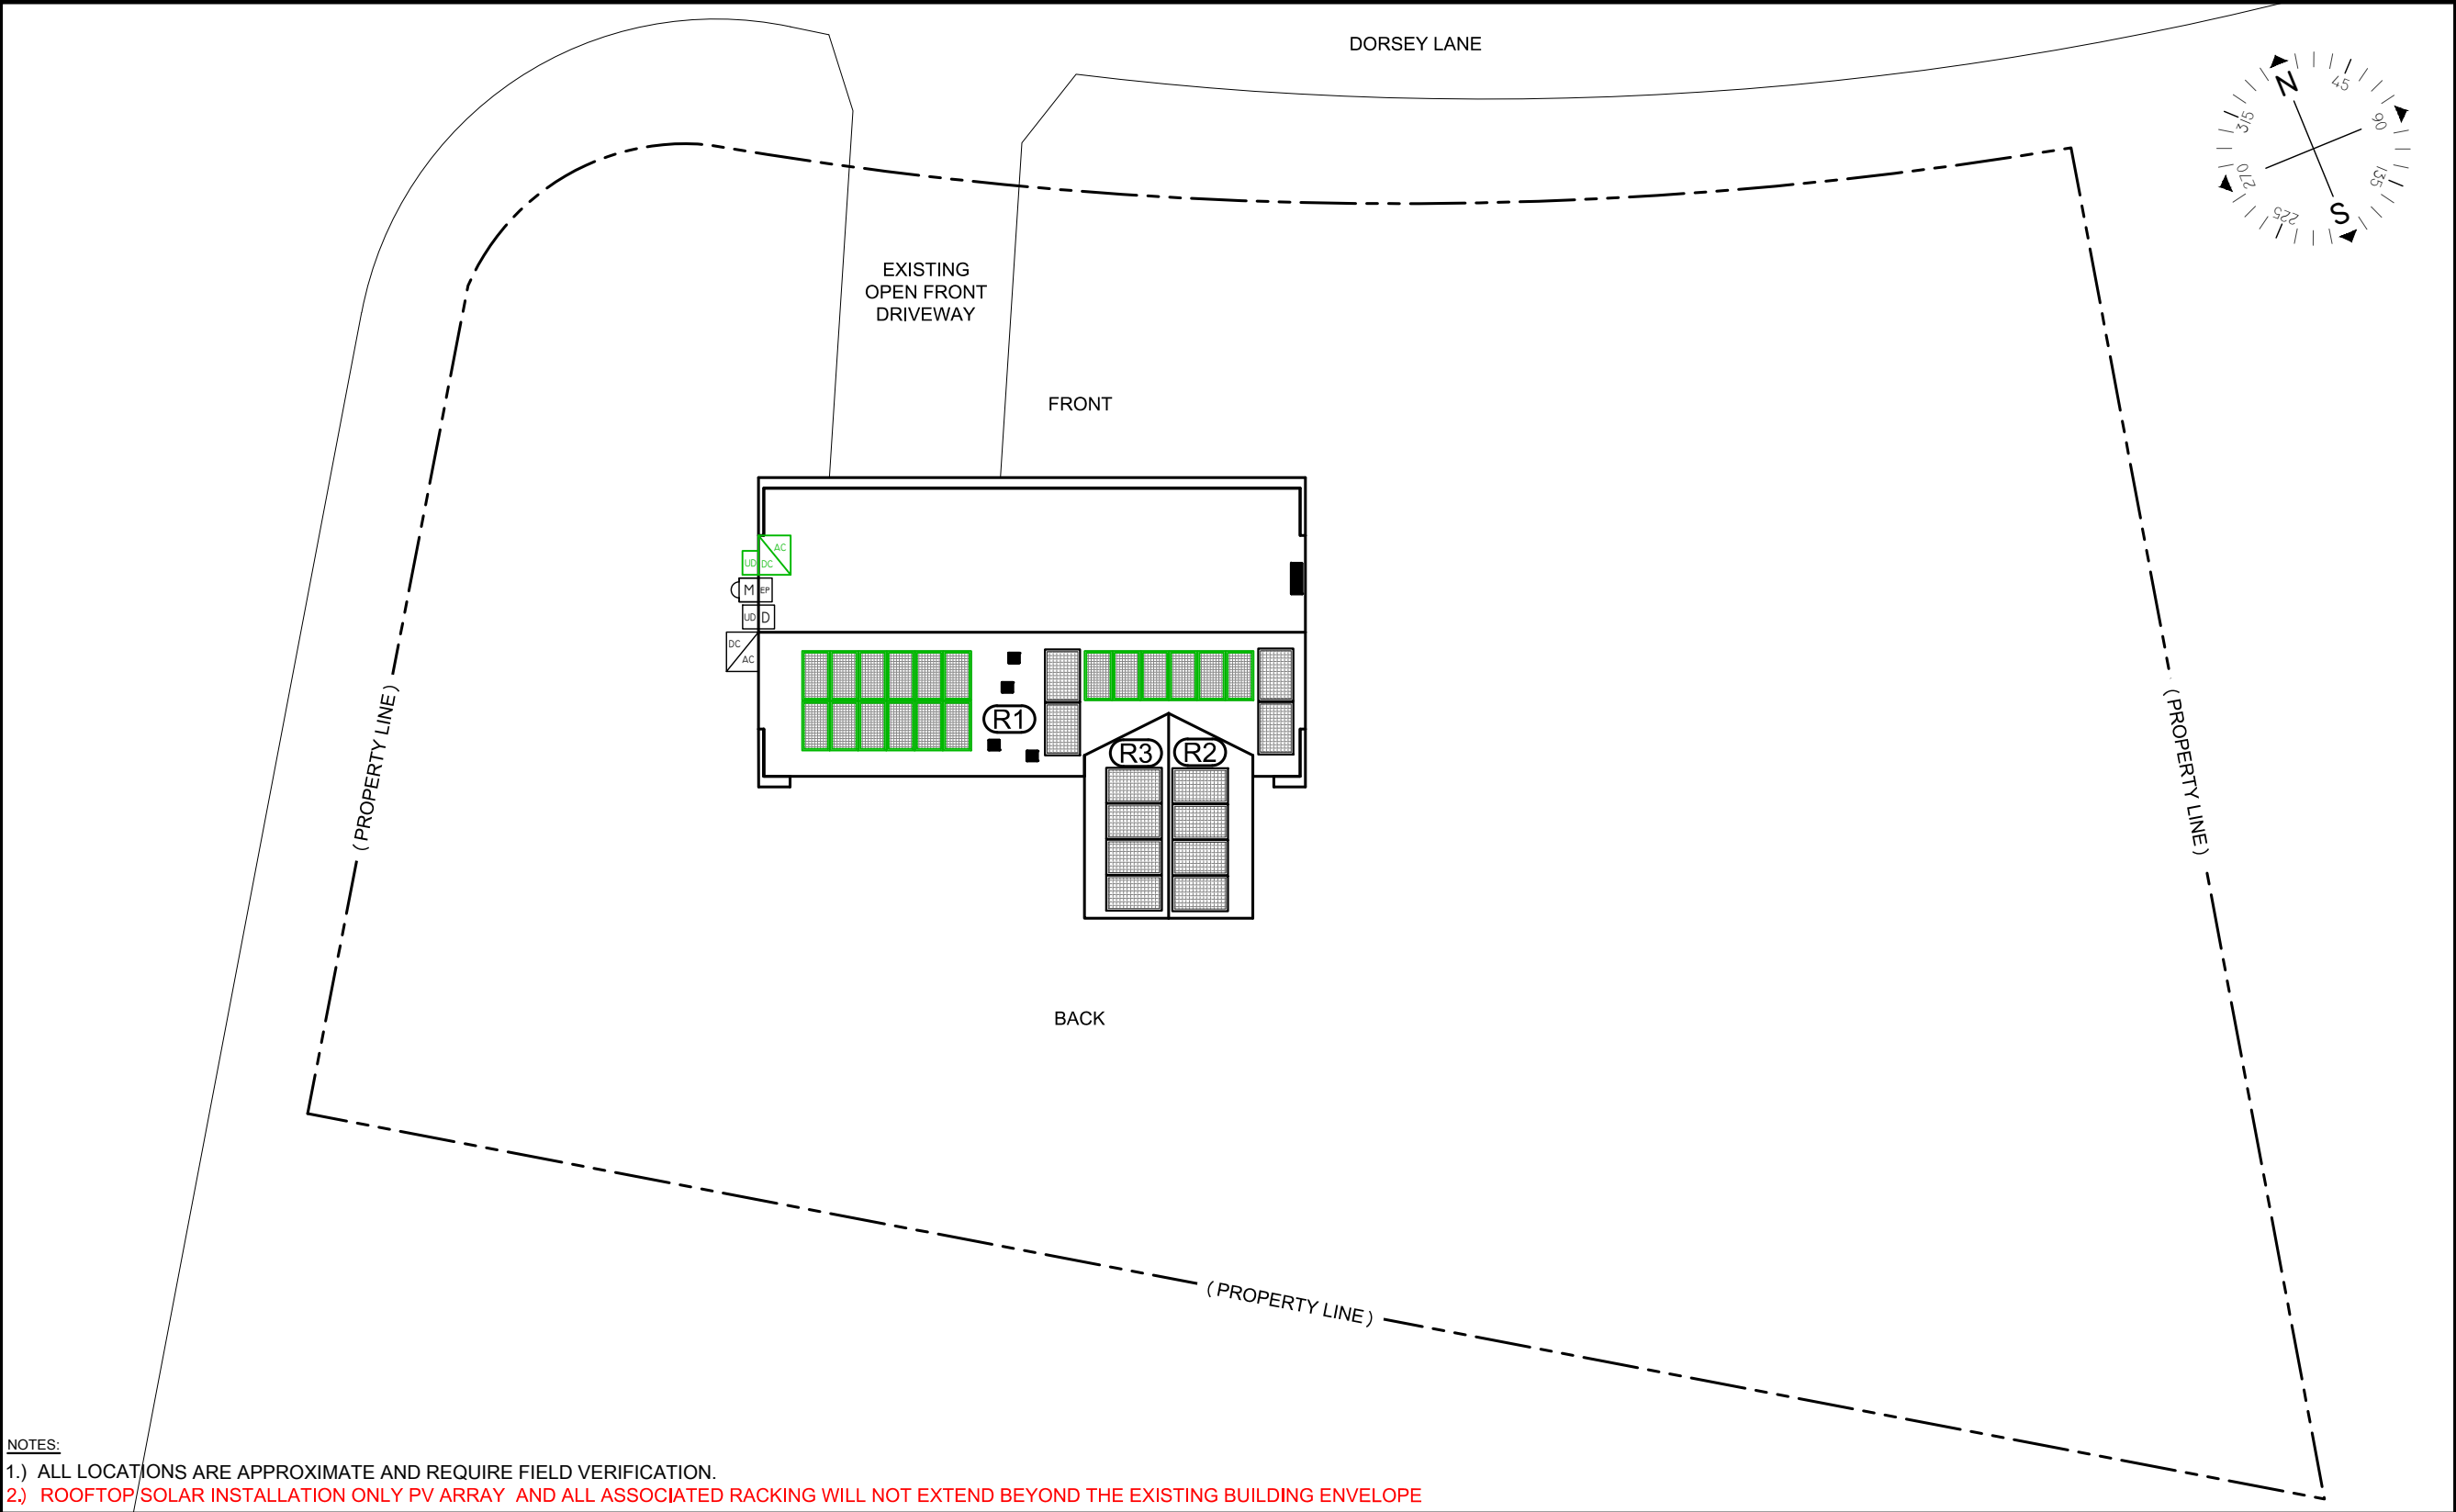 DORSEY LANE
N
45
90
135
S
225
270
315
EXISTING
OPEN FRONT
DRIVEWAY
FRONT
AC
DC
UD
M
EP
UD
D
DC
AC
R1
R3
R2
( PROPERTY LINE )
( PROPERTY LINE )
BACK
( PROPERTY LINE )
NOTES:
1.) ALL LOCATIONS ARE APPROXIMATE AND REQUIRE FIELD VERIFICATION.
2.) ROOFTOP SOLAR INSTALLATION ONLY PV ARRAY AND ALL ASSOCIATED RACKING WILL NOT EXTEND BEYOND THE EXISTING BUILDING ENVELOPE